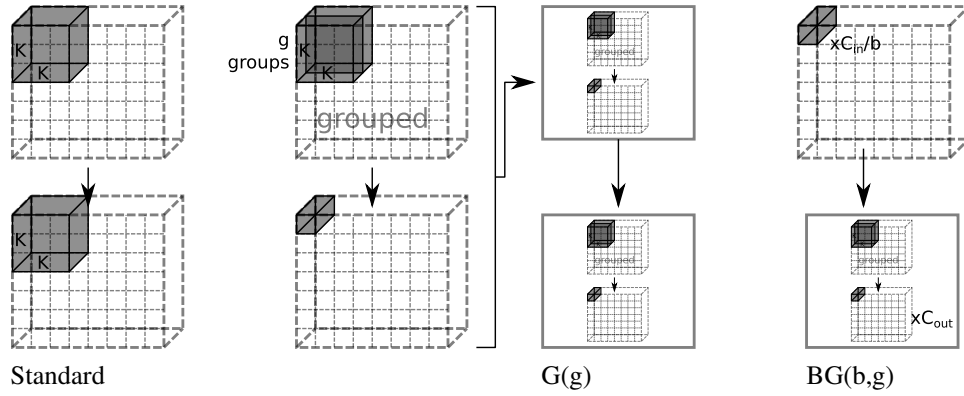 K
K
K
K
g
groups
K
K
grouped
grouped
grouped
xC_in/b
grouped
xC_out
Standard
G(g)
BG(b,g)